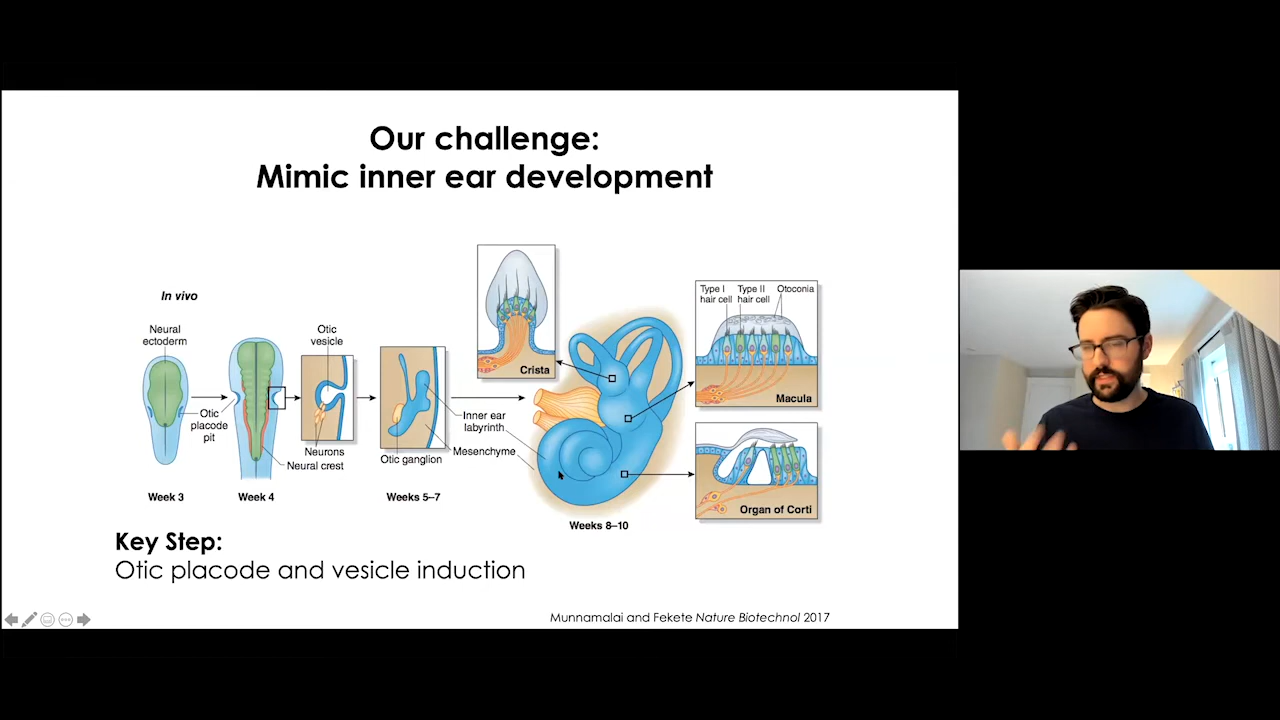 Our challenge:
Mimic inner ear development
In vivo
Neural
ectoderm
Otic
placode
pit
Otic
vesicle
Neurons
Neural crest
Otic ganglion
Inner ear
labyrinth
Mesenchyme
Crista
Type I
hair cell
Type II
hair cell
Otoconia
Macula
Organ of Corti
Week 3
Week 4
Weeks 5–7
Weeks 8–10
Key Step:
Otic placode and vesicle induction
Munnamalai and Fekete Nature Biotechnol 2017